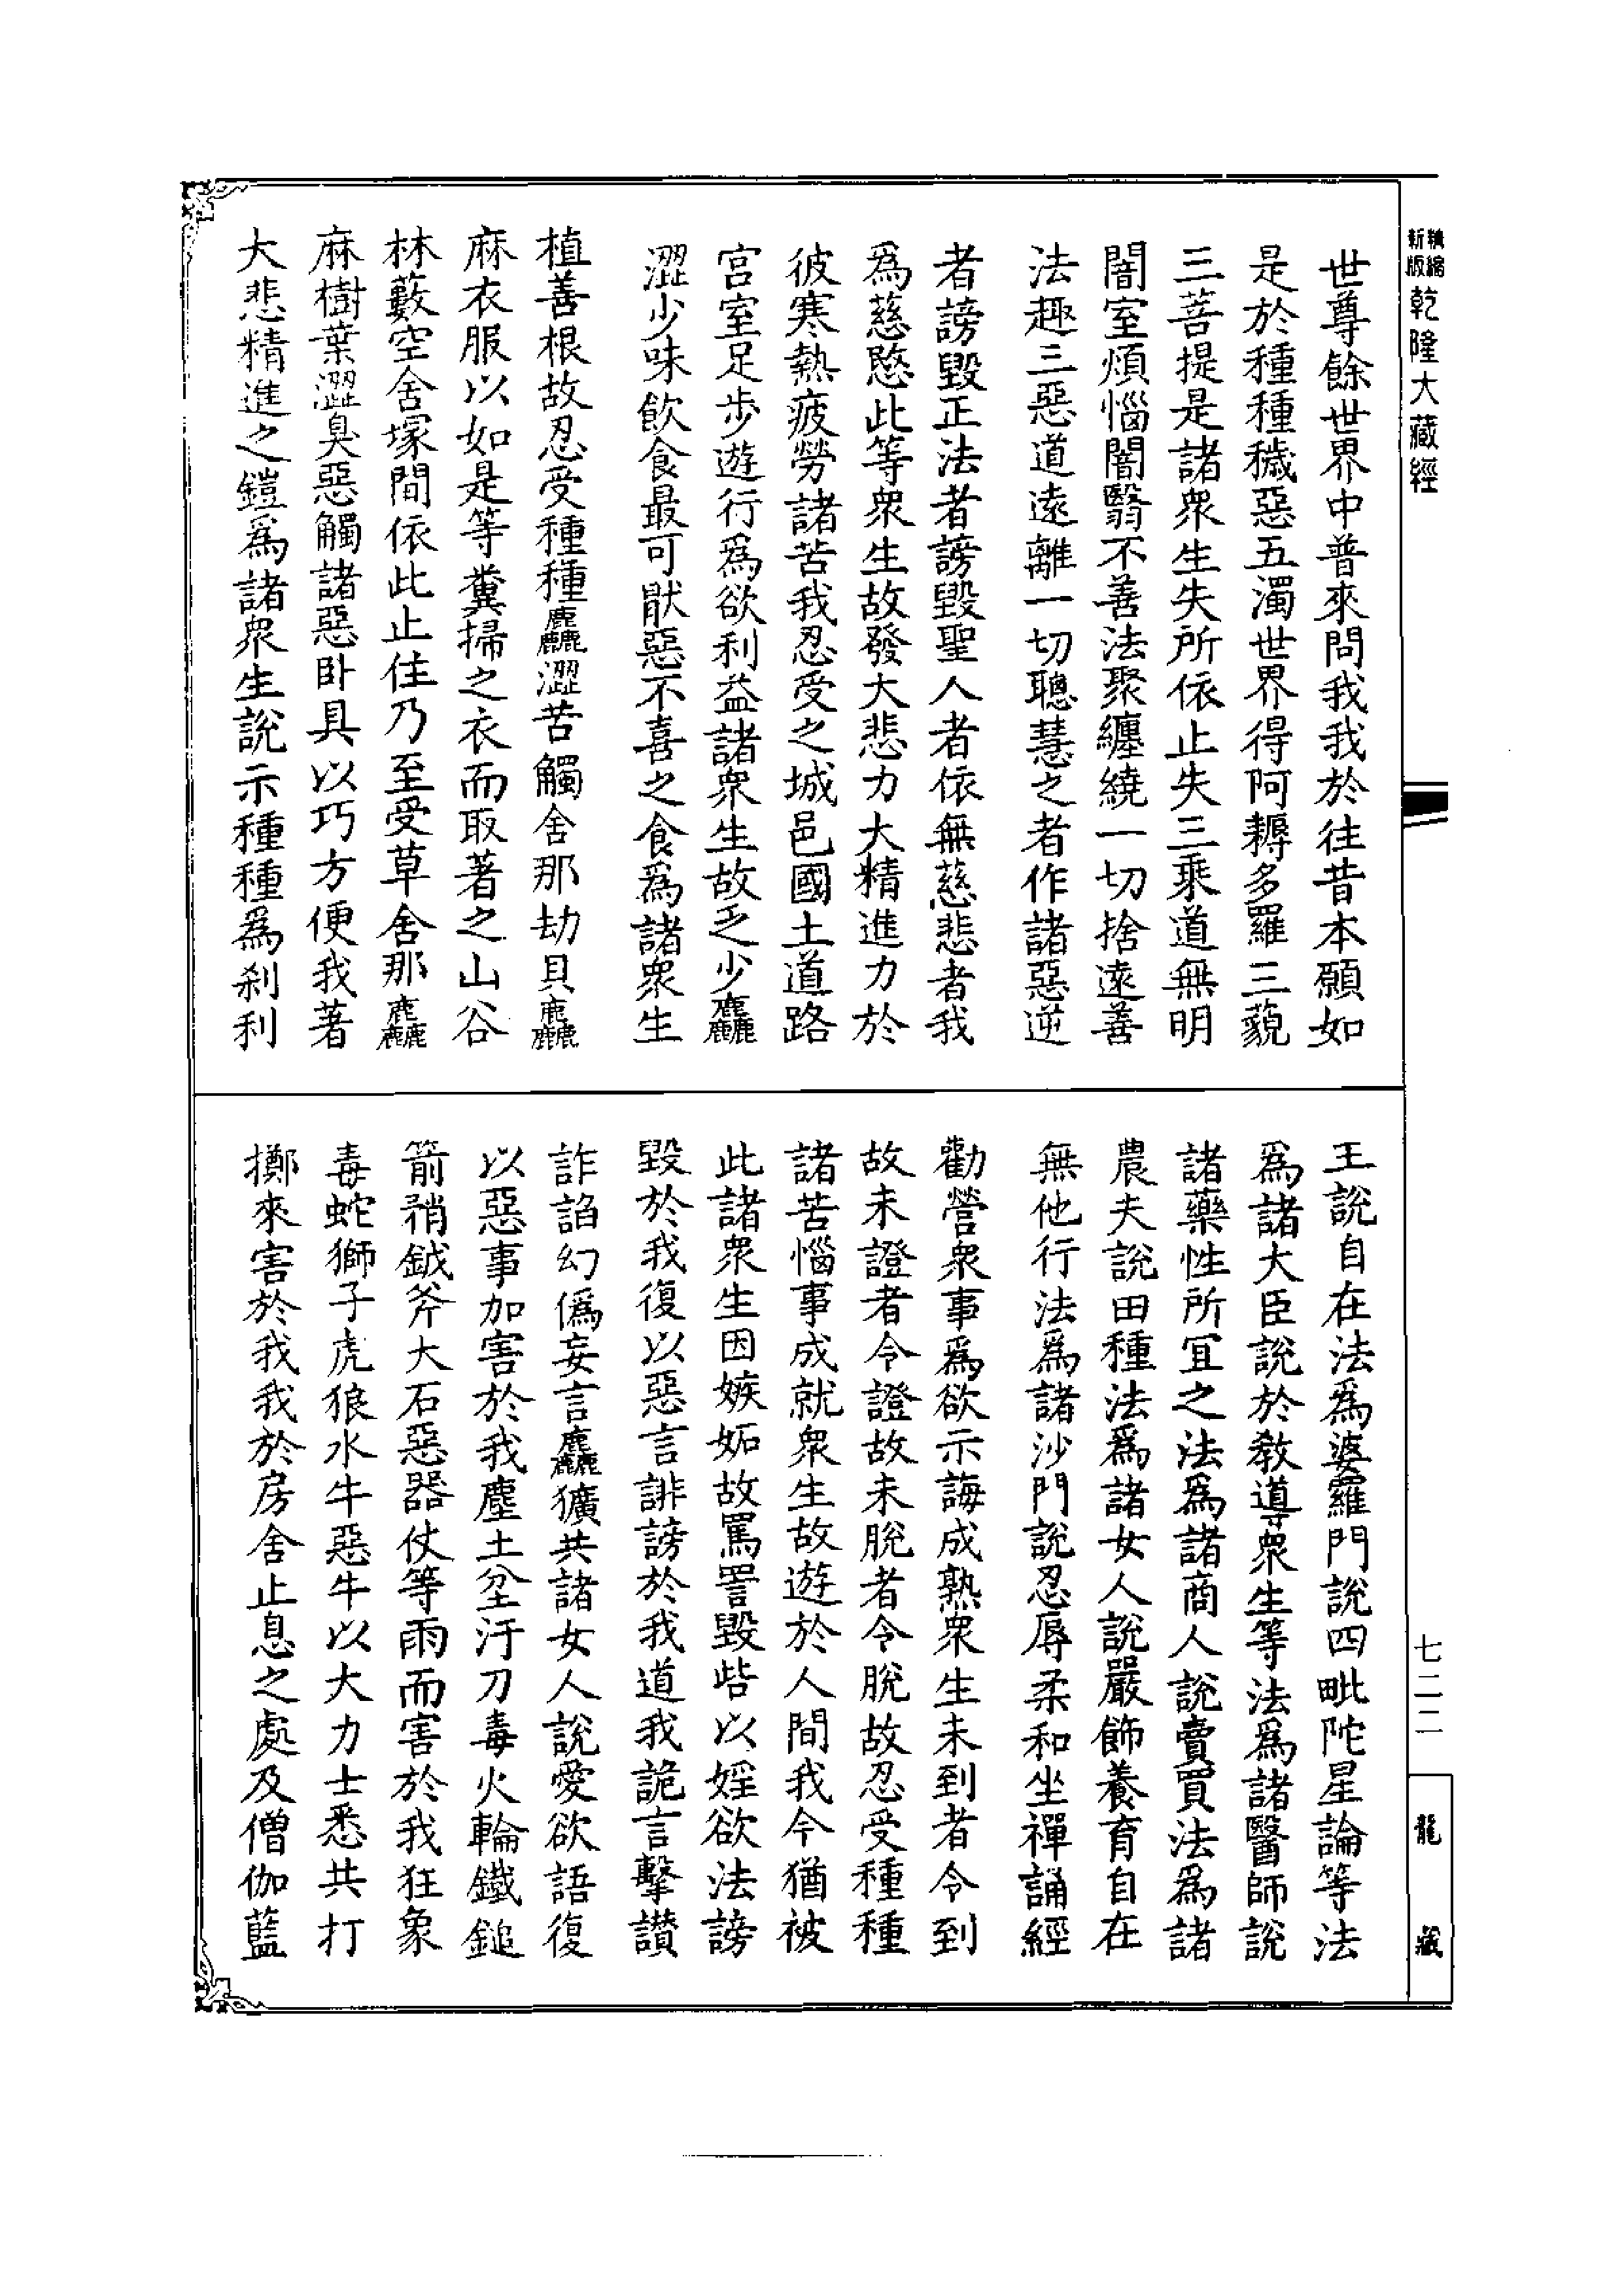 新版精縮乾隆大藏經
世尊餘世界中普來問我我於往昔本願如
是於種種穢惡五濁世界得阿耨多羅三藐
三菩提是諸衆生失所依止失三乘道無明
闇室煩惱闇翳不善法聚纏繞一切捨遠善
法趣三惡道遠離一切聰慧之者作諸惡逆
者謗毀正法者謗毀聖人者依無慈悲者我
爲慈愍此等衆生故發大悲力大精進力於
彼寒熱疲勞諸苦我忍受之城邑國土道路
宮室足步遊行爲欲利益諸衆生故乏少麤
澀少味飲食最可猒惡不喜之食爲諸衆生
植善根故忍受種種麤澀苦觸舍那劫貝麤
麻衣服以如是等糞掃之衣而取著之山谷
林藪空舍塚間依此止住乃至受草舍那麤
麻樹葉澀臭惡觸諸惡卧具以巧方便我著
大悲精進之鎧爲諸衆生說示種種爲刹利
王說自在法爲婆羅門說四毗陀星論等法
爲諸大臣說於教導衆生等法爲諸醫師說
諸藥性所宜之法爲諸商人說賣買法爲諸
農夫說田種法爲諸女人說嚴飾養育自在
無他行法爲諸沙門說忍辱柔和坐禪誦經
勸營衆事爲欲示誨成熟衆生未到者令到
故未證者令證故未脫者令脫故忍受種種
諸苦惱事成就衆生故遊於人間我今猶被
此諸衆生因嫉妬故罵詈毀呰以婬欲法謗
毀於我復以惡言誹謗於我道我詭言擊讃
詐諂幻僞妄言麤獷共諸女人說愛欲語復
以惡事加害於我塵土坌汙刀毒火輪鐵鎚
箭矟鉞斧大石惡器仗等雨而害於我狂象
毒蛇獅子虎狼水牛惡牛以大力士悉共打
擲來害於我我於房舍止息之處及僧伽藍
七二二
龍藏